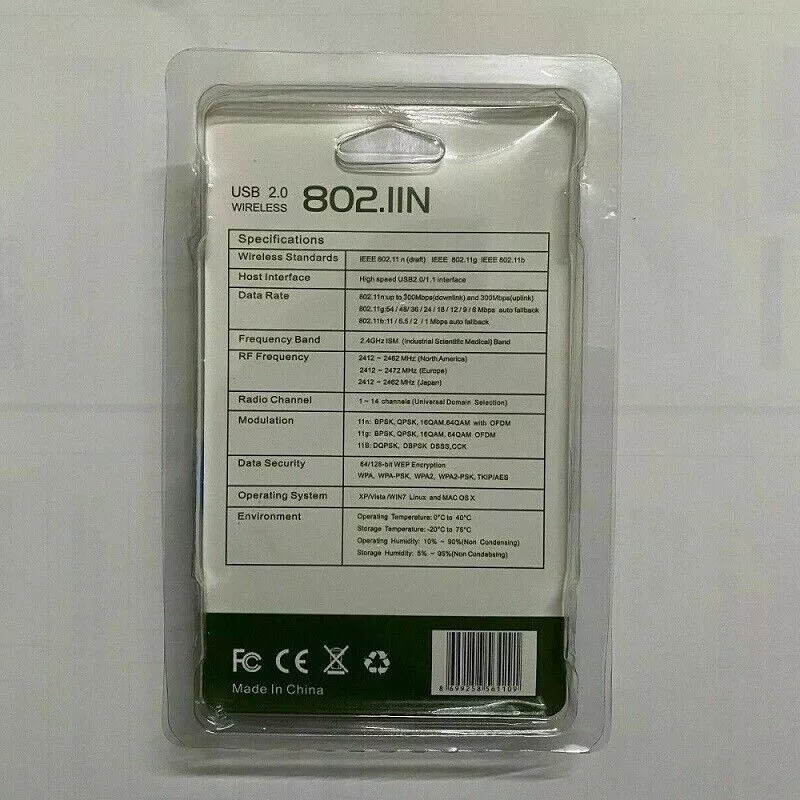 USB 2.0
WIRELESS
802.IIN
Specifications
Wireless Standards IEEE 802.11 n (draft) IEEE 802.11g IEEE 802.11b
Host Interface High speed USB2.0/1.1 interface
Data Rate 802.11n:up to 300Mbps(downlink) and 300Mbps(uplink)
802.11g:54 / 48/ 36 / 24 / 18 / 12 / 9 / 6 Mbps auto fallback
802.11b:11 / 5.5 / 2 / 1 Mbps auto fallback
Frequency Band 2.4GHz ISM (Industrial Scientific Medical) Band
RF Frequency 2412 ~ 2462 MHz (North America)
2412 ~ 2472 MHz (Europe)
2412 ~ 2462 MHz (Japan)
Radio Channel 1 ~ 14 channels (Universal Domain Selection)
Modulation 11n: BPSK, QPSK, 16QAM,64QAM with OFDM
11g: BPSK, QPSK, 16QAM, 64QAM OFDM
11B: DQPSK, DBPSK DSSS,CCK
Data Security 64/128-bit WEP Encryption
WPA, WPA-PSK, WPA2, WPA2-PSK, TKIP/AES
Operating System XP/Vista /WIN7 Linux and MAC OS X
Environment Operating Temperature: 0°C to 40°C
Storage Temperature: -20°C to 75°C
Operating Humidity: 10% ~ 90%(Non Condensing)
Storage Humidity: 5% ~ 95%(Non Condebsing)
FC CE
Made In China
8 699258 561109